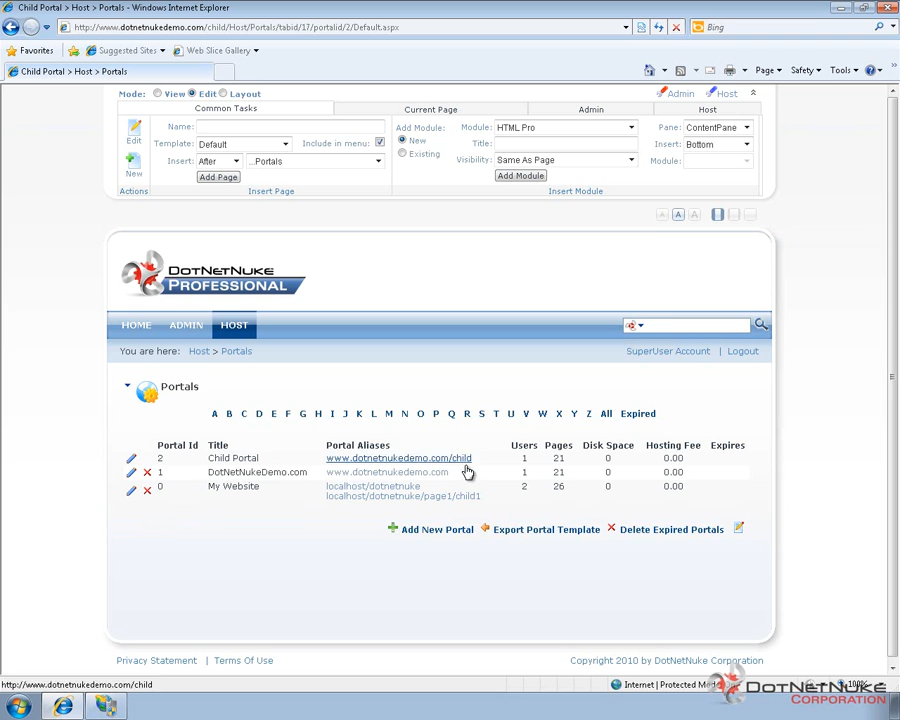 Child Portal > Host > Portals - Windows Internet Explorer
http://www.dotnetnukedemo.com/child/Host/Portals/tabid/17/portalid/2/Default.aspx
Bing
Favorites
Suggested Sites
Web Slice Gallery
Child Portal > Host > Portals
Page
Safety
Tools
Mode: View Edit Layout
Admin
Host
Common Tasks
Current Page
Admin
Host
Edit
New
Actions
Name:
Template: Default
Include in menu:
Insert: After
...Portals
Add Page
Insert Page
Add Module:
New
Existing
Module: HTML Pro
Title:
Visibility: Same As Page
Add Module
Insert Module
Pane: ContentPane
Insert: Bottom
Module:
A A A
DotNetNuke
PROFESSIONAL
HOME ADMIN HOST
You are here: Host > Portals
SuperUser Account | Logout
Portals
A B C D E F G H I J K L M N O P Q R S T U V W X Y Z All Expired
Portal Id Title Portal Aliases Users Pages Disk Space Hosting Fee Expires
2 Child Portal www.dotnetnukedemo.com/child 1 21 0 0.00
1 DotNetNukeDemo.com www.dotnetnukedemo.com 1 21 0 0.00
0 My Website localhost/dotnetnuke 2 26 0 0.00
localhost/dotnetnuke/page1/child1
Add New Portal Export Portal Template Delete Expired Portals
Privacy Statement | Terms Of Use
Copyright 2010 by DotNetNuke Corporation
http://www.dotnetnukedemo.com/child
Internet | Protected
100%
DotNetNuke
CORPORATION